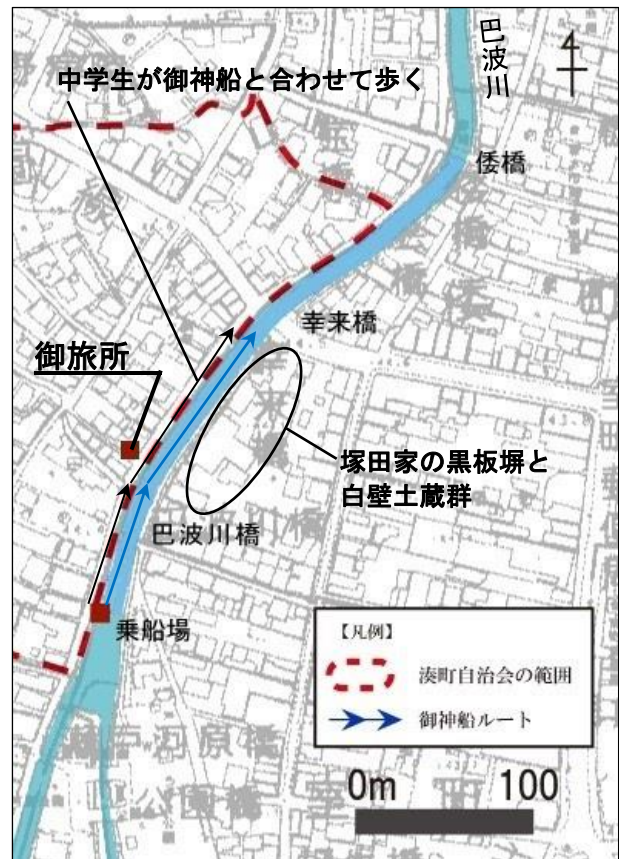 巴波川
中学生が御神船と合わせて歩く
倭橋
幸来橋
御旅所
塚田家の黒板塀と
白壁土蔵群
巴波川橋
乗船場
【凡例】
湊町自治会の範囲
御神船ルート
0m 100